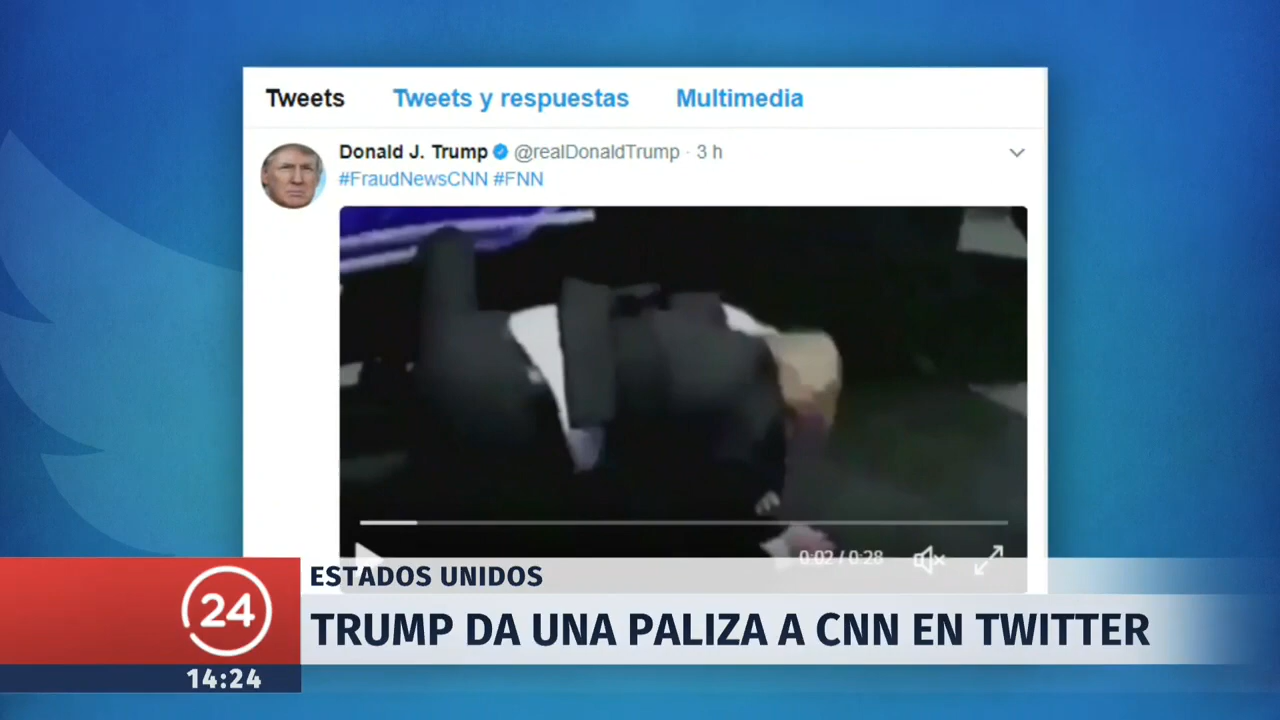 Tweets Tweets y respuestas Multimedia
Donald J. Trump @realDonaldTrump · 3 h
#FraudNewsCNN #FNN
0:02 / 0:28
ESTADOS UNIDOS
24
TRUMP DA UNA PALIZA A CNN EN TWITTER
14:24